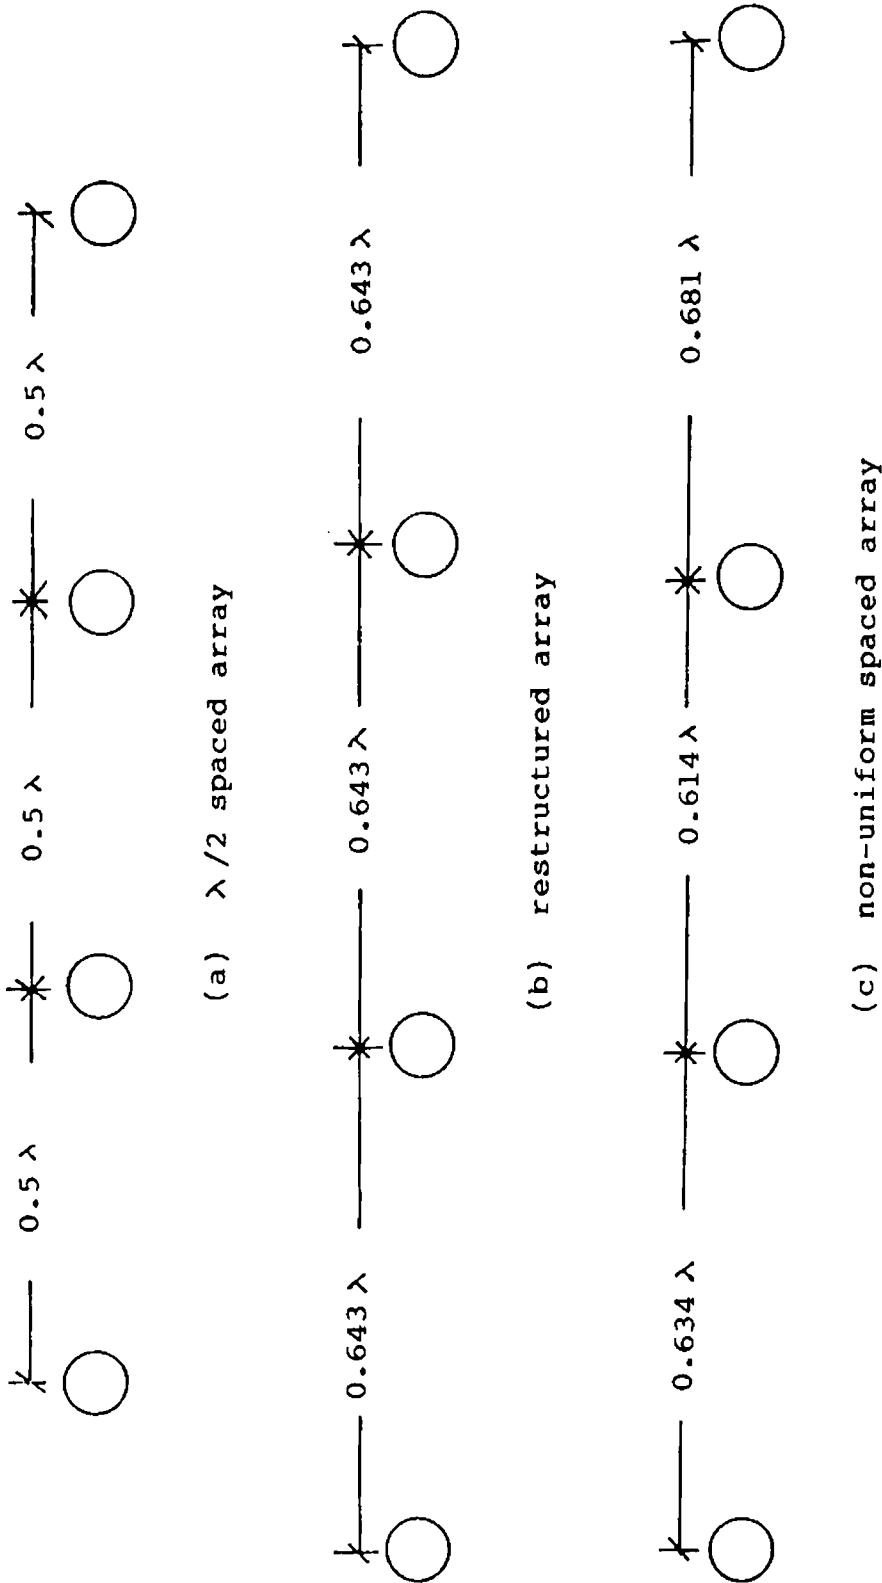 0.5 λ 0.5 λ 0.5 λ
(a) λ/2 spaced array
0.643 λ 0.643 λ 0.643 λ
(b) restructured array
0.634 λ 0.614 λ 0.681 λ
(c) non-uniform spaced array